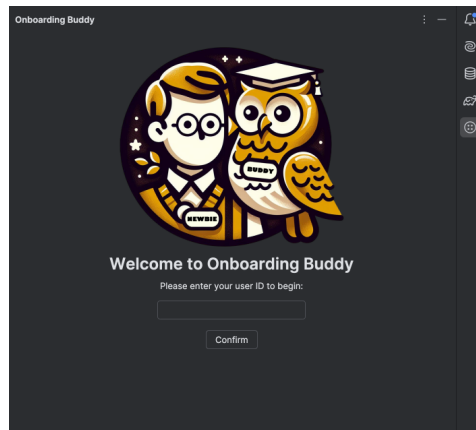 Onboarding Buddy
BUDDY
NEWBIE
Welcome to Onboarding Buddy
Please enter your user ID to begin:
Confirm